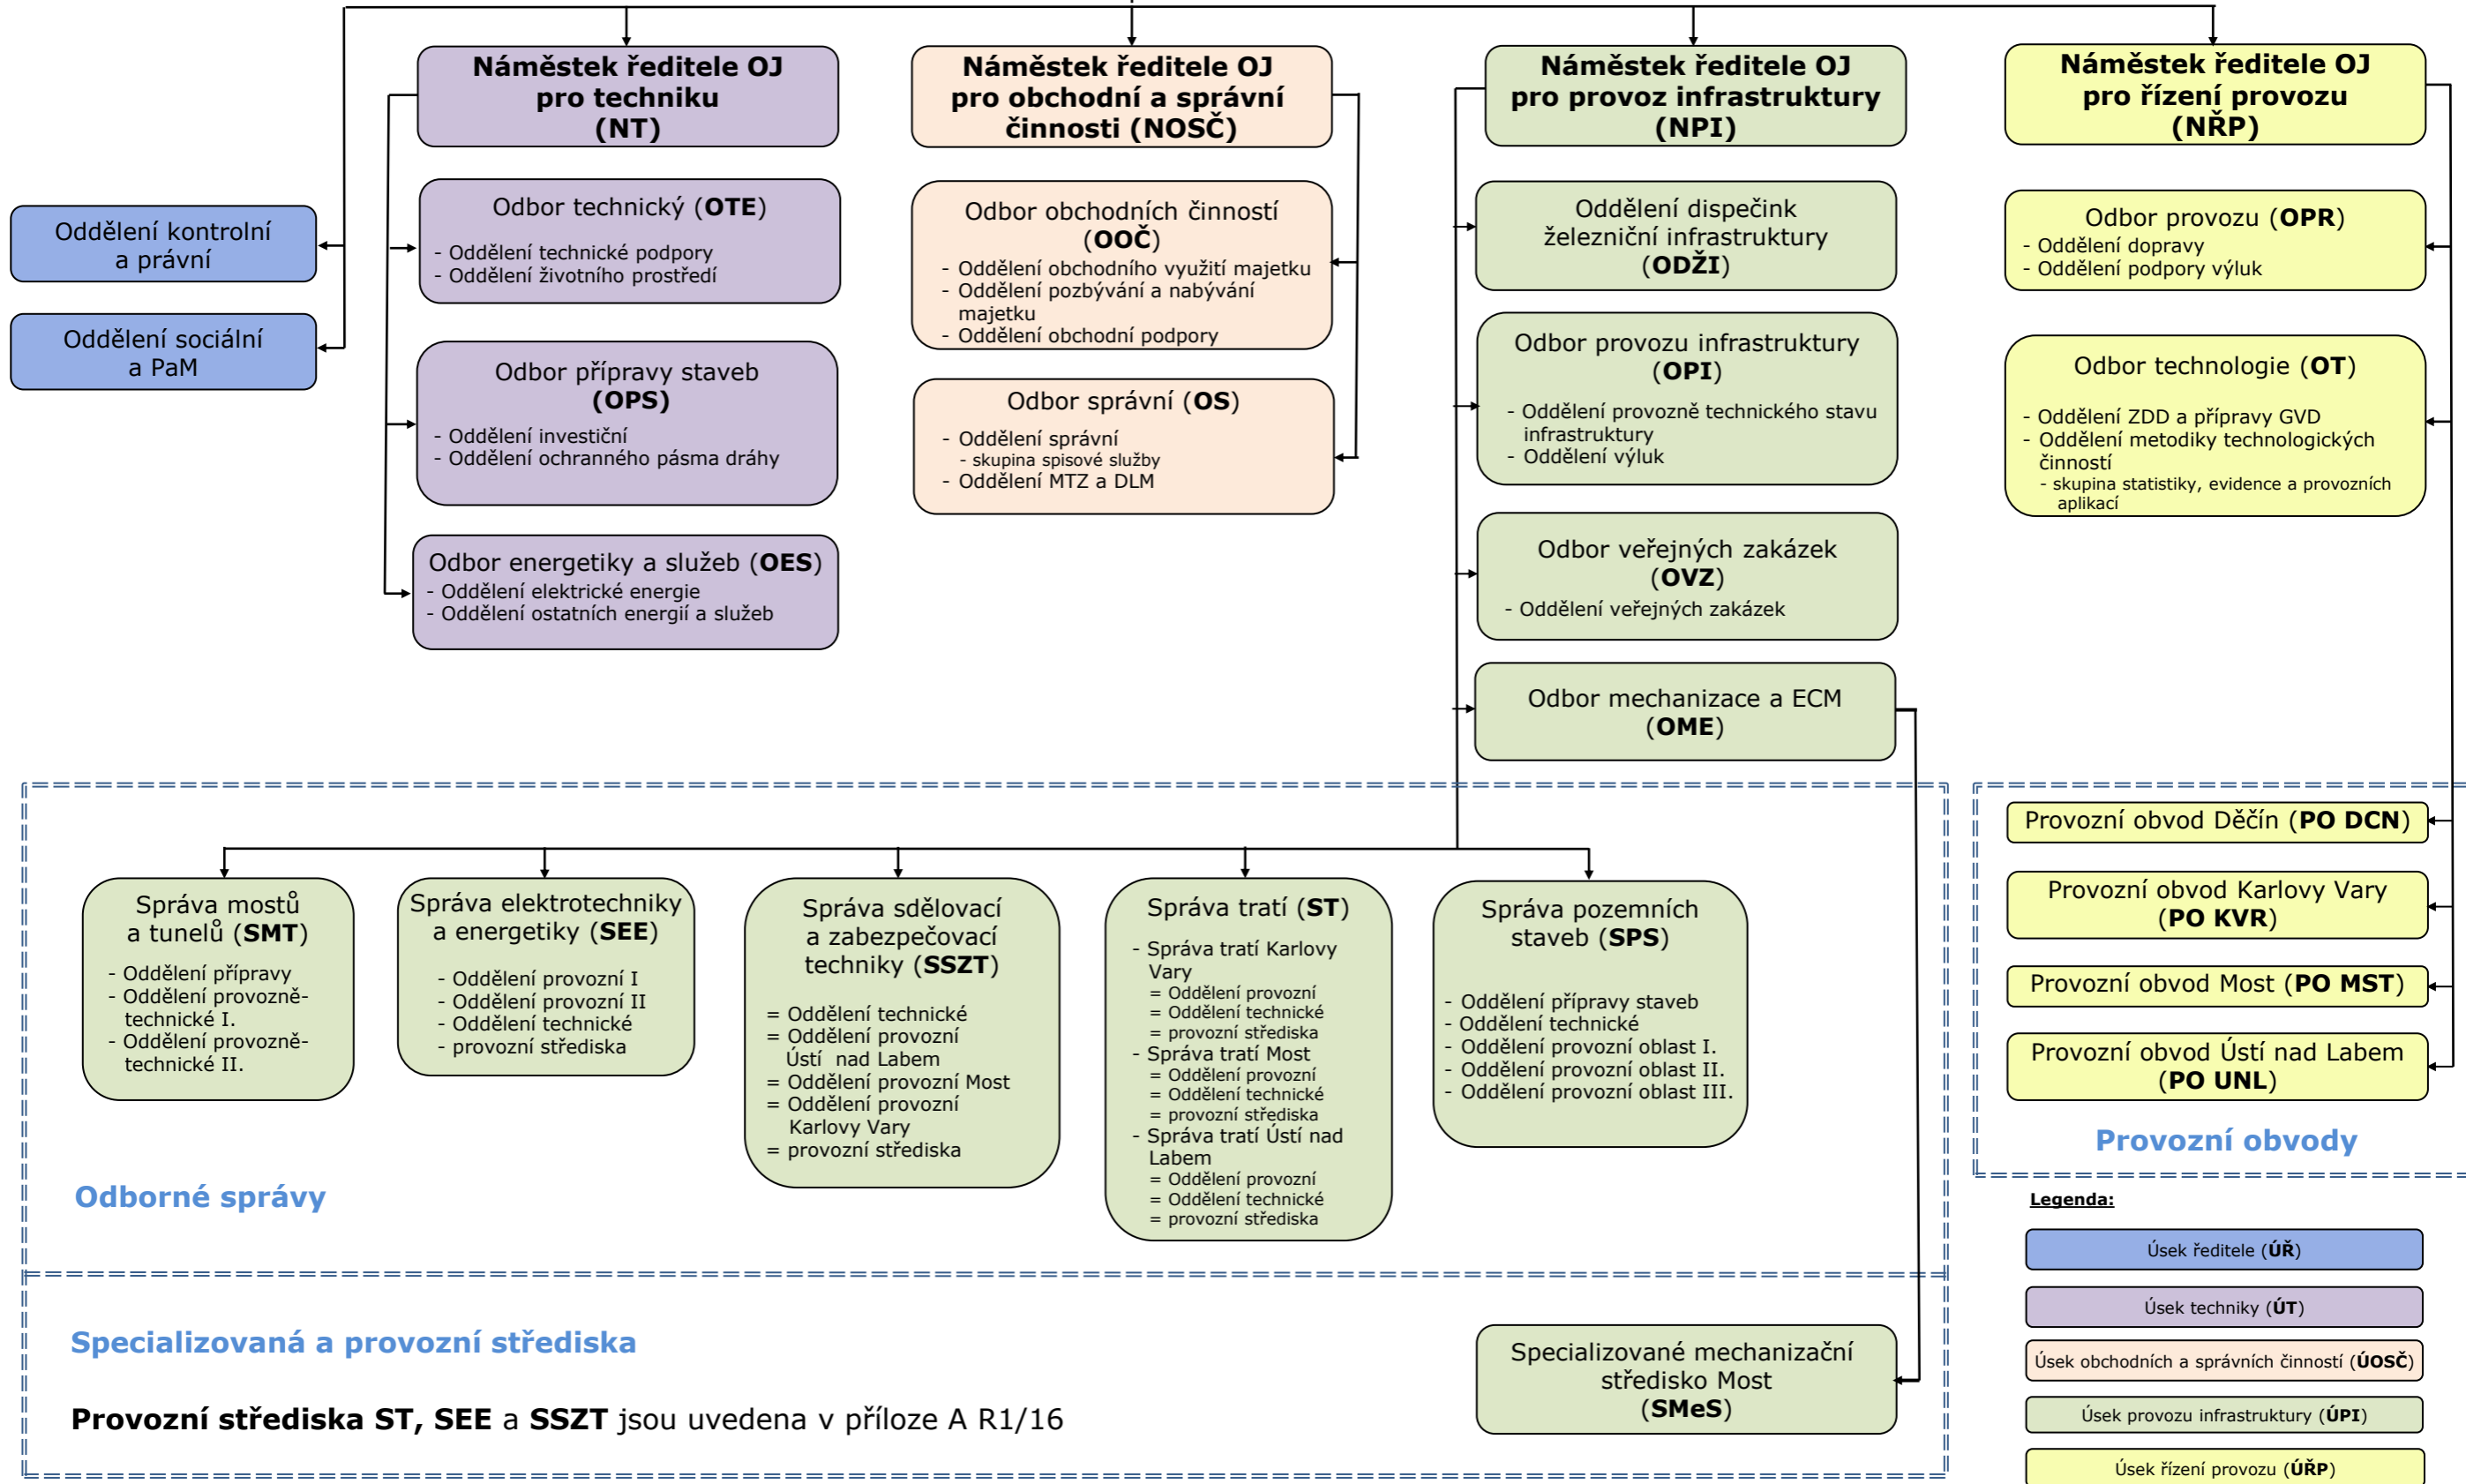 Náměstek ředitele OJ
pro techniku
(NT)
Náměstek ředitele OJ
pro obchodní a správní
činnosti (NOSČ)
Náměstek ředitele OJ
pro provoz infrastruktury
(NPI)
Náměstek ředitele OJ
pro řízení provozu
(NŘP)
Oddělení kontrolní
a právní
Oddělení sociální
a PaM
Odbor technický (OTE)
- Oddělení technické podpory
- Oddělení životního prostředí
Odbor přípravy staveb
(OPS)
- Oddělení investiční
- Oddělení ochranného pásma dráhy
Odbor energetiky a služeb (OES)
- Oddělení elektrické energie
- Oddělení ostatních energií a služeb
Odbor obchodních činností
(OOČ)
- Oddělení obchodního využití majetku
- Oddělení pozbývání a nabývání
majetku
- Oddělení obchodní podpory
Odbor správní (OS)
- Oddělení správní
- skupina spisové služby
- Oddělení MTZ a DLM
Oddělení dispečink
železniční infrastruktury
(ODŽI)
Odbor provozu infrastruktury
(OPI)
- Oddělení provozně technického stavu
infrastruktury
- Oddělení výluk
Odbor veřejných zakázek
(OVZ)
- Oddělení veřejných zakázek
Odbor mechanizace a ECM
(OME)
Odbor provozu (OPR)
- Oddělení dopravy
- Oddělení podpory výluk
Odbor technologie (OT)
- Oddělení ZDD a přípravy GVD
- Oddělení metodiky technologických
činností
- skupina statistiky, evidence a provozních
aplikací
Správa mostů
a tunelů (SMT)
- Oddělení přípravy
- Oddělení provozně-
technické I.
- Oddělení provozně-
technické II.
Správa elektrotechniky
a energetiky (SEE)
- Oddělení provozní I
- Oddělení provozní II
- Oddělení technické
- provozní střediska
Správa sdělovací
a zabezpečovací
techniky (SSZT)
= Oddělení technické
= Oddělení provozní
Ústí nad Labem
= Oddělení provozní Most
= Oddělení provozní
Karlovy Vary
= provozní střediska
Správa tratí (ST)
- Správa tratí Karlovy
Vary
= Oddělení provozní
= Oddělení technické
= provozní střediska
- Správa tratí Most
= Oddělení provozní
= Oddělení technické
= provozní střediska
- Správa tratí Ústí nad
Labem
= Oddělení provozní
= Oddělení technické
= provozní střediska
Správa pozemních
staveb (SPS)
- Oddělení přípravy staveb
- Oddělení technické
- Oddělení provozní oblast I.
- Oddělení provozní oblast II.
- Oddělení provozní oblast III.
Odborné správy
Provozní obvod Děčín (PO DCN)
Provozní obvod Karlovy Vary
(PO KVR)
Provozní obvod Most (PO MST)
Provozní obvod Ústí nad Labem
(PO UNL)
Provozní obvody
Specializovaná a provozní střediska
Provozní střediska ST, SEE a SSZT jsou uvedena v příloze A R1/16
Specializované mechanizační
středisko Most
(SMeS)
Legenda:
Úsek ředitele (ÚŘ)
Úsek techniky (ÚT)
Úsek obchodních a správních činností (ÚOSČ)
Úsek provozu infrastruktury (ÚPI)
Úsek řízení provozu (ÚŘP)